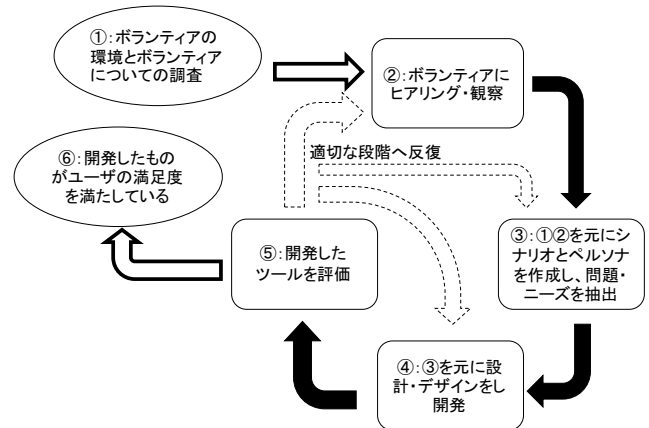 ①:ボランティアの
環境とボランティア
についての調査
②:ボランティアに
ヒアリング・観察
適切な段階へ反復
⑥:開発したもの
がユーザの満足度
を満たしている
③:①②を元にシ
ナリオとペルソナ
を作成し、問題・
ニーズを抽出
⑤:開発した
ツールを評価
④:③を元に設
計・デザインをし
開発